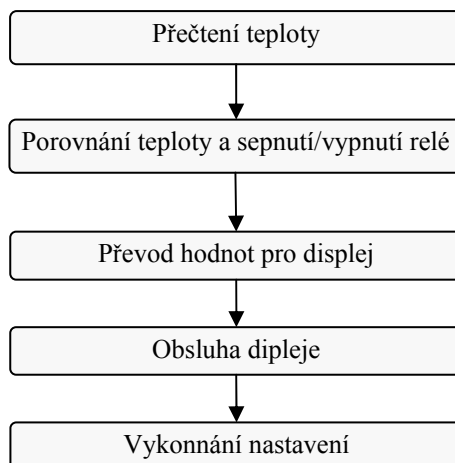 Přečtení teploty
Porovnání teploty a sepnutí/vypnutí relé
Převod hodnot pro displej
Obsluha dipleje
Vykonnání nastavení